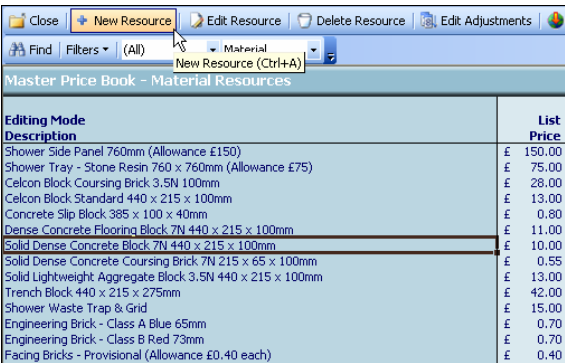 Close New Resource Edit Resource Delete Resource Edit Adjustments
Find Filters (All) Material
New Resource (Ctrl+A)
Master Price Book - Material Resources
Editing Mode List
Description Price
Shower Side Panel 760mm (Allowance £150) £ 150.00
Shower Tray - Stone Resin 760 x 760mm (Allowance £75) £ 75.00
Celcon Block Coursing Brick 3.5N 100mm £ 28.00
Celcon Block Standard 440 x 215 x 100mm £ 13.00
Concrete Slip Block 385 x 100 x 40mm £ 0.80
Dense Concrete Flooring Block 7N 440 x 215 x 100mm £ 11.00
Solid Dense Concrete Block 7N 440 x 215 x 100mm £ 10.00
Solid Dense Concrete Coursing Brick 7N 215 x 65 x 100mm £ 0.55
Solid Lightweight Aggregate Block 3.5N 440 x 215 x 100mm £ 13.00
Trench Block 440 x 215 x 275mm £ 42.00
Shower Waste Trap & Grid £ 15.00
Engineering Brick - Class A Blue 65mm £ 0.70
Engineering Brick - Class B Red 73mm £ 0.70
Facing Bricks - Provisional (Allowance £0.40 each) £ 0.40